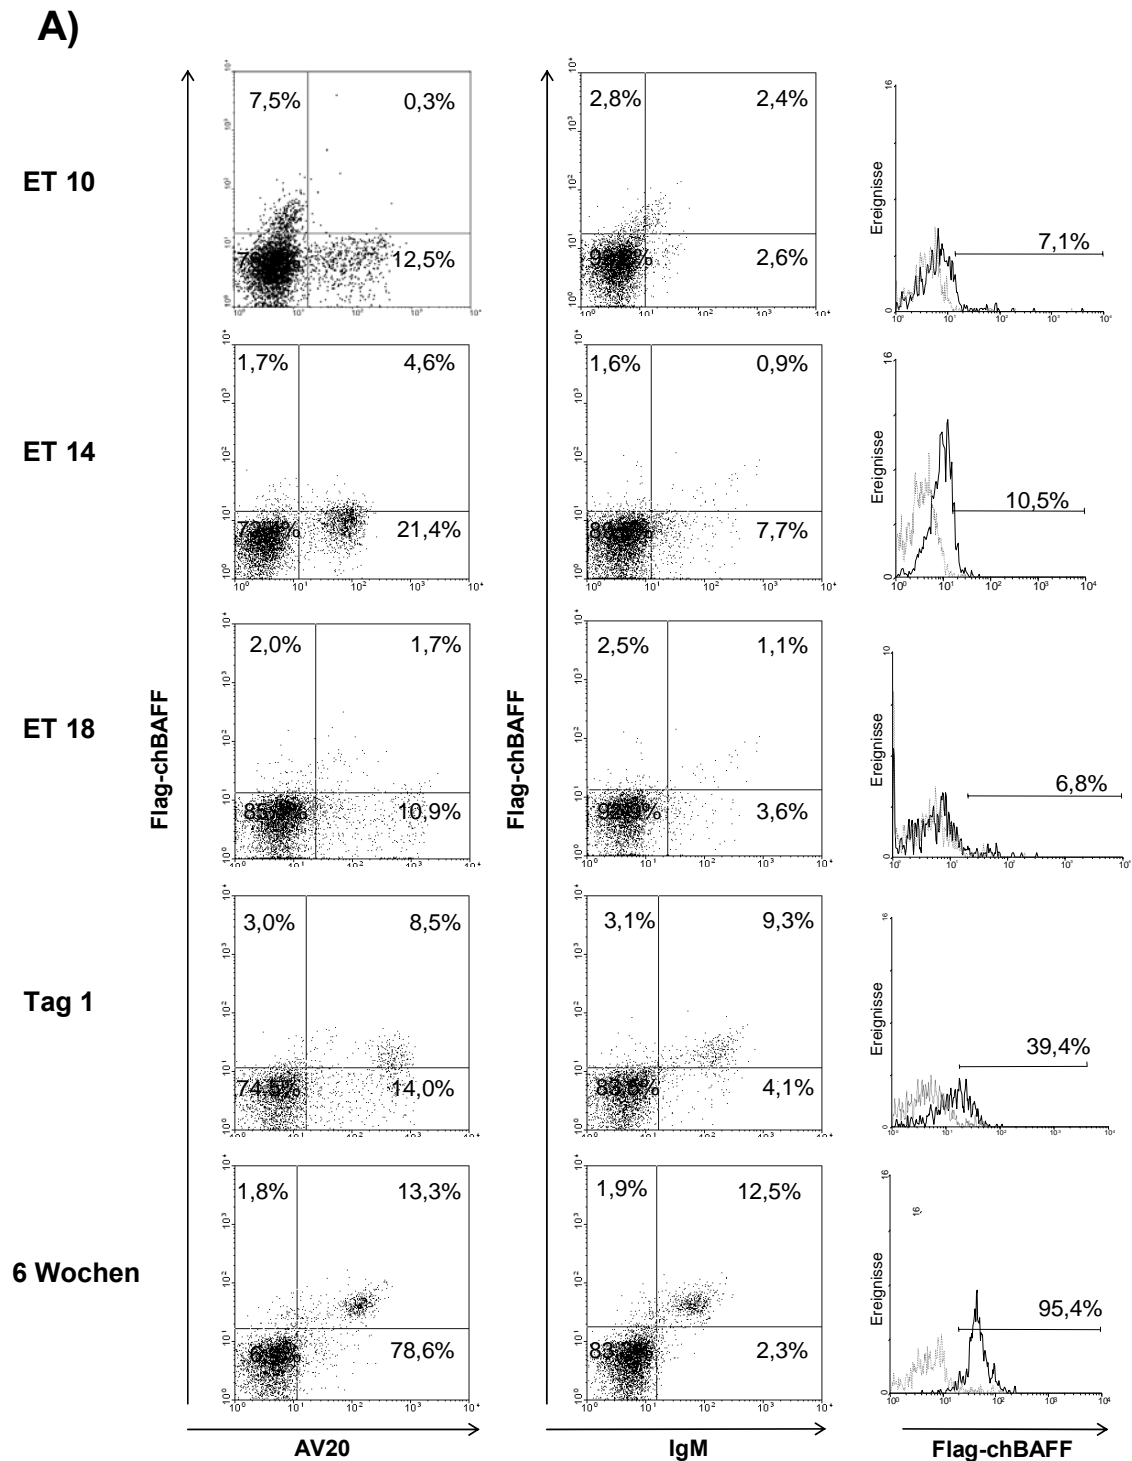 A)
ET 10
7,5%
0,3%
12,5%
2,8%
2,4%
2,6%
Ereignisse
7,1%
ET 14
1,7%
4,6%
21,4%
1,6%
0,9%
7,7%
Ereignisse
10,5%
ET 18
2,0%
1,7%
10,9%
2,5%
1,1%
3,6%
Ereignisse
6,8%
Flag-chBAFF
Flag-chBAFF
Tag 1
3,0%
8,5%
74,5%
14,0%
3,1%
9,3%
83,5%
4,1%
Ereignisse
39,4%
6 Wochen
1,8%
13,3%
78,6%
1,9%
12,5%
2,3%
Ereignisse
95,4%
AV20
IgM
Flag-chBAFF